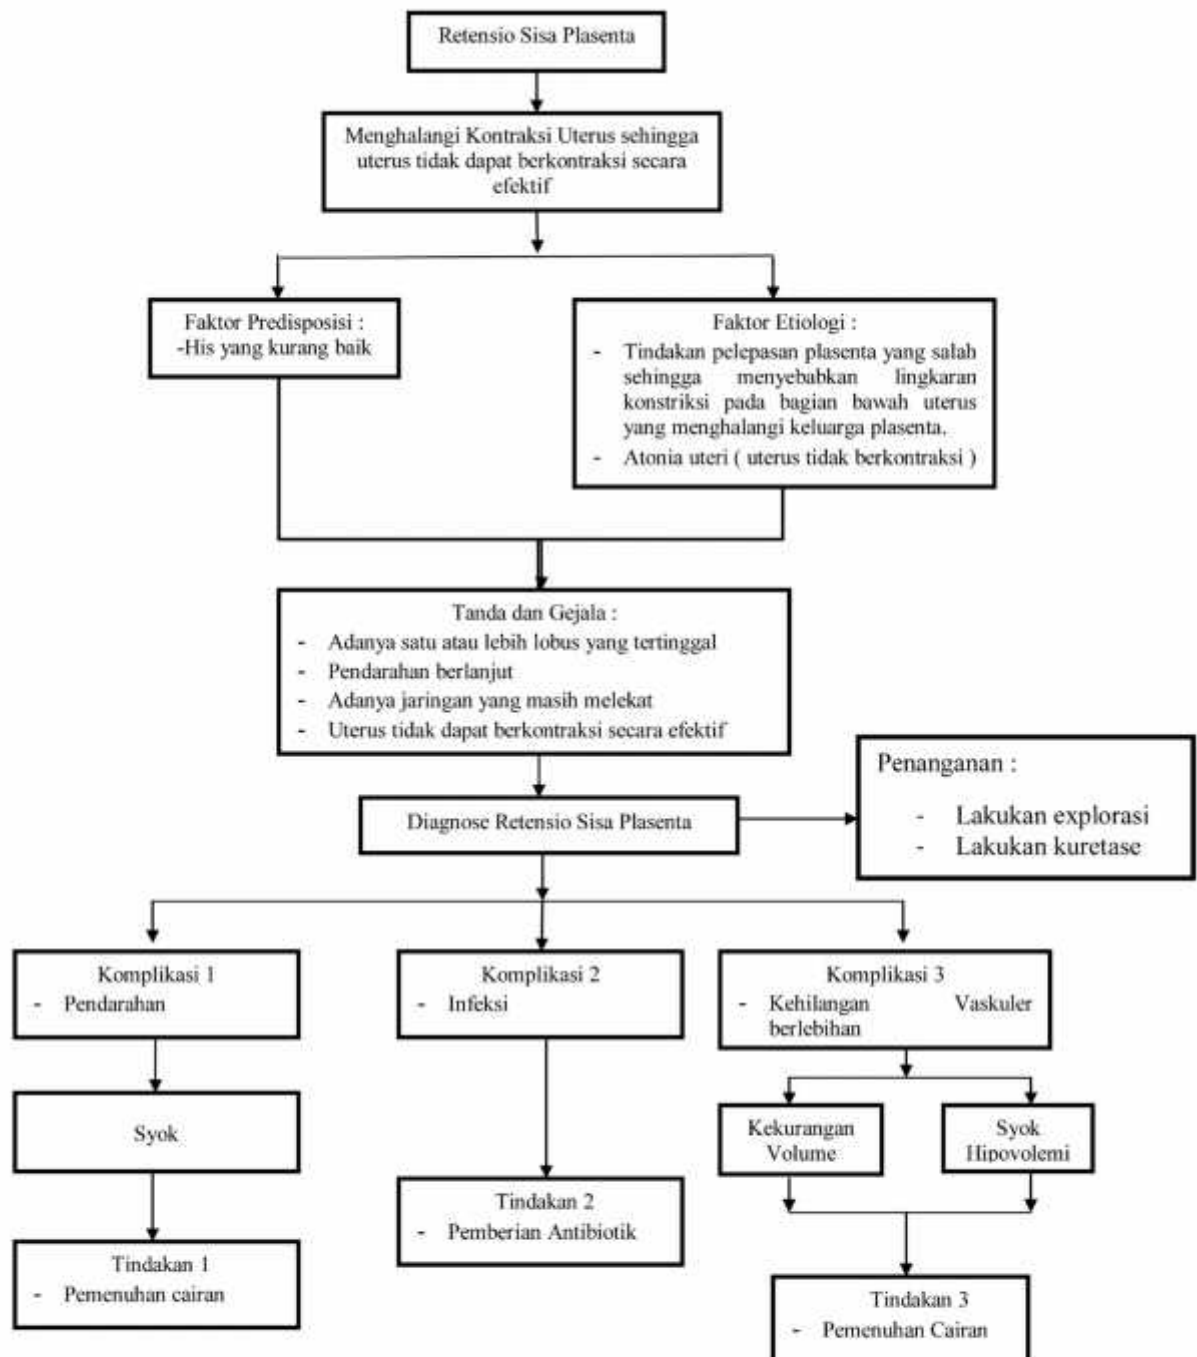 Retensio Sisa Plasenta
Menghalangi Kontraksi Uterus sehingga
uterus tidak dapat berkontraksi secara
efektif
Faktor Predisposisi :
-His yang kurang baik
Faktor Etiologi :
- Tindakan pelepasan plasenta yang salah
sehingga menyebabkan lingkaran
konstriksi pada bagian bawah uterus
yang menghalangi keluarga plasenta.
- Atonia uteri ( uterus tidak berkontraksi )
Tanda dan Gejala :
- Adanya satu atau lebih lobus yang tertinggal
- Pendarahan berlanjut
- Adanya jaringan yang masih melekat
- Uterus tidak dapat berkontraksi secara efektif
Diagnose Retensio Sisa Plasenta
Penanganan :
- Lakukan explorasi
- Lakukan kuretase
Komplikasi 1
- Pendarahan
Komplikasi 2
- Infeksi
Komplikasi 3
- Kehilangan Vaskuler
berlebihan
Syok
Kekurangan
Volume
Syok
Hipovolemi
Tindakan 1
- Pemenuhan cairan
Tindakan 2
- Pemberian Antibiotik
Tindakan 3
- Pemenuhan Cairan